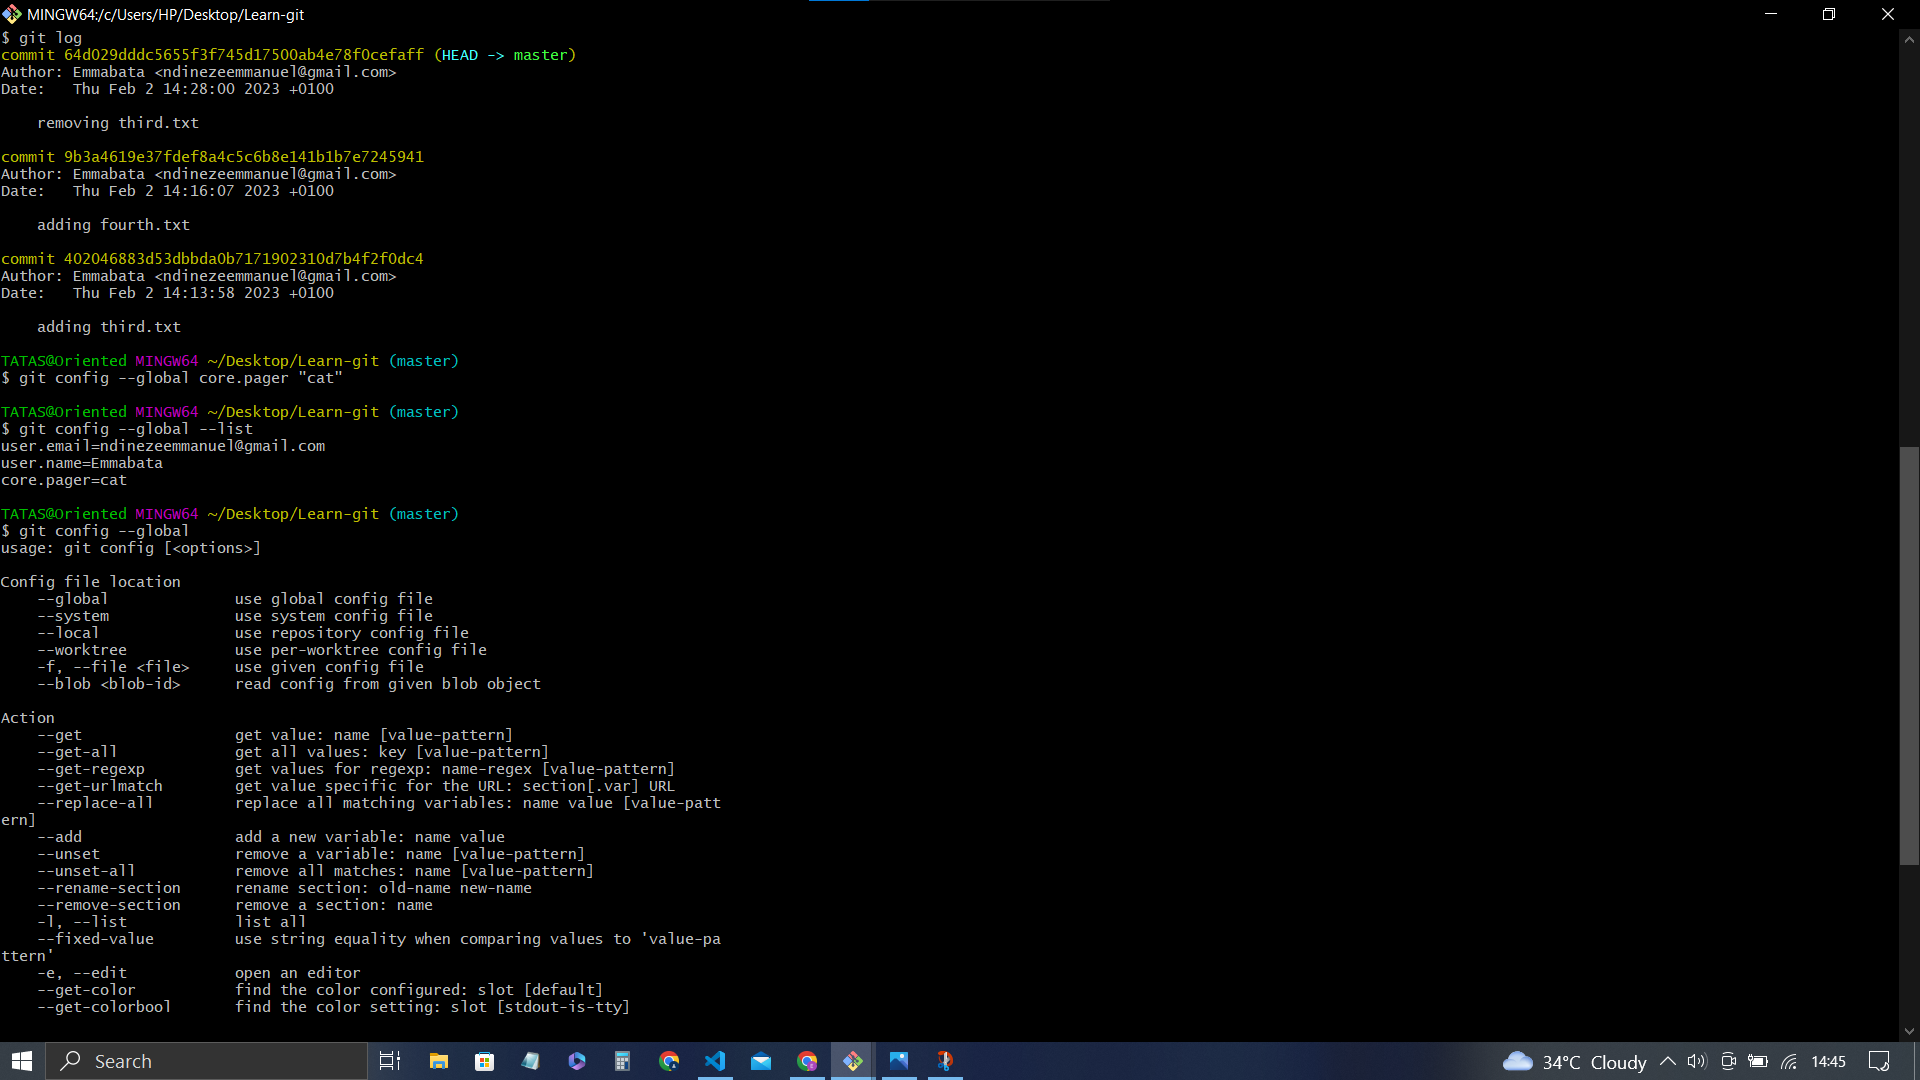 MINGW64:/c/Users/HP/Desktop/Learn-git
$ git log
commit 64d029dddc5655f3f745d17500ab4e78f0cefaff (HEAD -> master)
Author: Emmabata <ndinezeemmanuel@gmail.com>
Date:   Thu Feb 2 14:28:00 2023 +0100
    removing third.txt
commit 9b3a4619e37fdef8a4c5c6b8e141b1b7e7245941
Author: Emmabata <ndinezeemmanuel@gmail.com>
Date:   Thu Feb 2 14:16:07 2023 +0100
    adding fourth.txt
commit 402046883d53dbbda0b7171902310d7b4f2f0dc4
Author: Emmabata <ndinezeemmanuel@gmail.com>
Date:   Thu Feb 2 14:13:58 2023 +0100
    adding third.txt
TATAS@Oriented MINGW64 ~/Desktop/Learn-git (master)
$ git config --global core.pager "cat"
TATAS@Oriented MINGW64 ~/Desktop/Learn-git (master)
$ git config --global --list
user.email=ndinezeemmanuel@gmail.com
user.name=Emmabata
core.pager=cat
TATAS@Oriented MINGW64 ~/Desktop/Learn-git (master)
$ git config --global
usage: git config [<options>]
Config file location
    --global              use global config file
    --system              use system config file
    --local               use repository config file
    --worktree            use per-worktree config file
    -f, --file <file>     use given config file
    --blob <blob-id>      read config from given blob object
Action
    --get                 get value: name [value-pattern]
    --get-all             get all values: key [value-pattern]
    --get-regexp          get values for regexp: name-regex [value-pattern]
    --get-urlmatch        get value specific for the URL: section[.var] URL
    --replace-all         replace all matching variables: name value [value-patt
ern]
    --add                 add a new variable: name value
    --unset               remove a variable: name [value-pattern]
    --unset-all           remove all matches: name [value-pattern]
    --rename-section      rename section: old-name new-name
    --remove-section      remove a section: name
    -l, --list            list all
    --fixed-value         use string equality when comparing values to 'value-pa
ttern'
    -e, --edit            open an editor
    --get-color           find the color configured: slot [default]
    --get-colorbool       find the color setting: slot [stdout-is-tty]
Search
34°C Cloudy
14:45